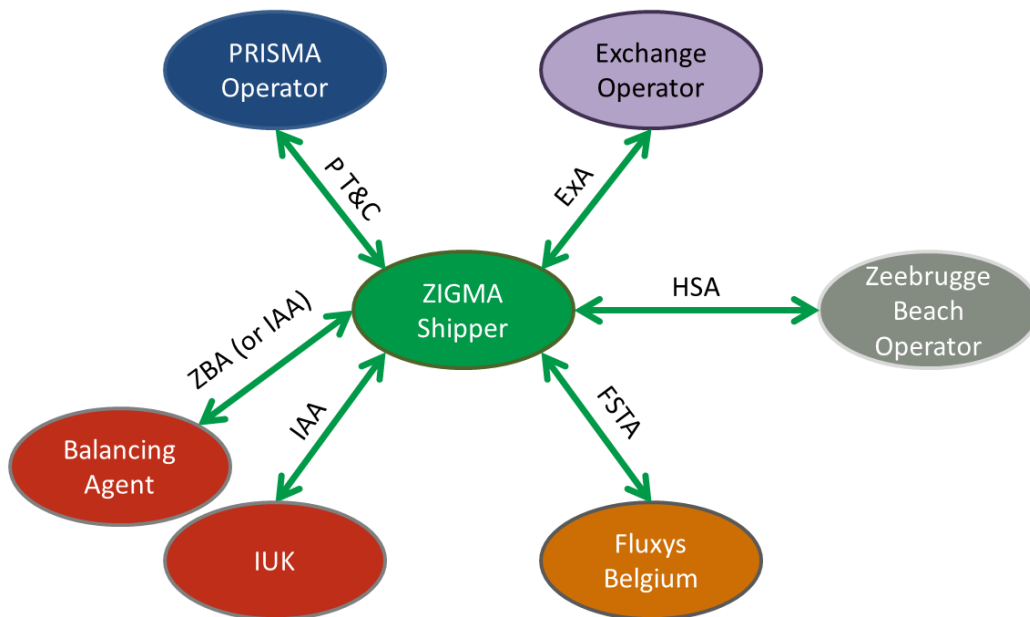 PRISMA
Operator
Exchange
Operator
P T&C
ExA
ZIGMA
Shipper
HSA
Zeebrugge
Beach
Operator
ZBA (or IAA)
IAA
FSTA
Balancing
Agent
IUK
Fluxys
Belgium